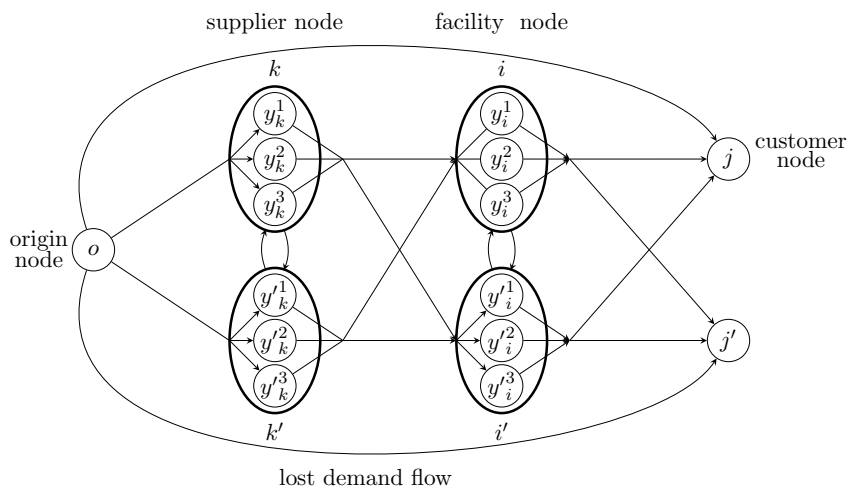 supplier node
facility node
k
i
y_k^1
y_i^1
y_k^2
y_i^2
j
customer
node
y_k^3
y_i^3
origin
node
o
y'_k^1
y'_i^1
y'_k^2
y'_i^2
j'
y'_k^3
y'_i^3
k'
i'
lost demand flow